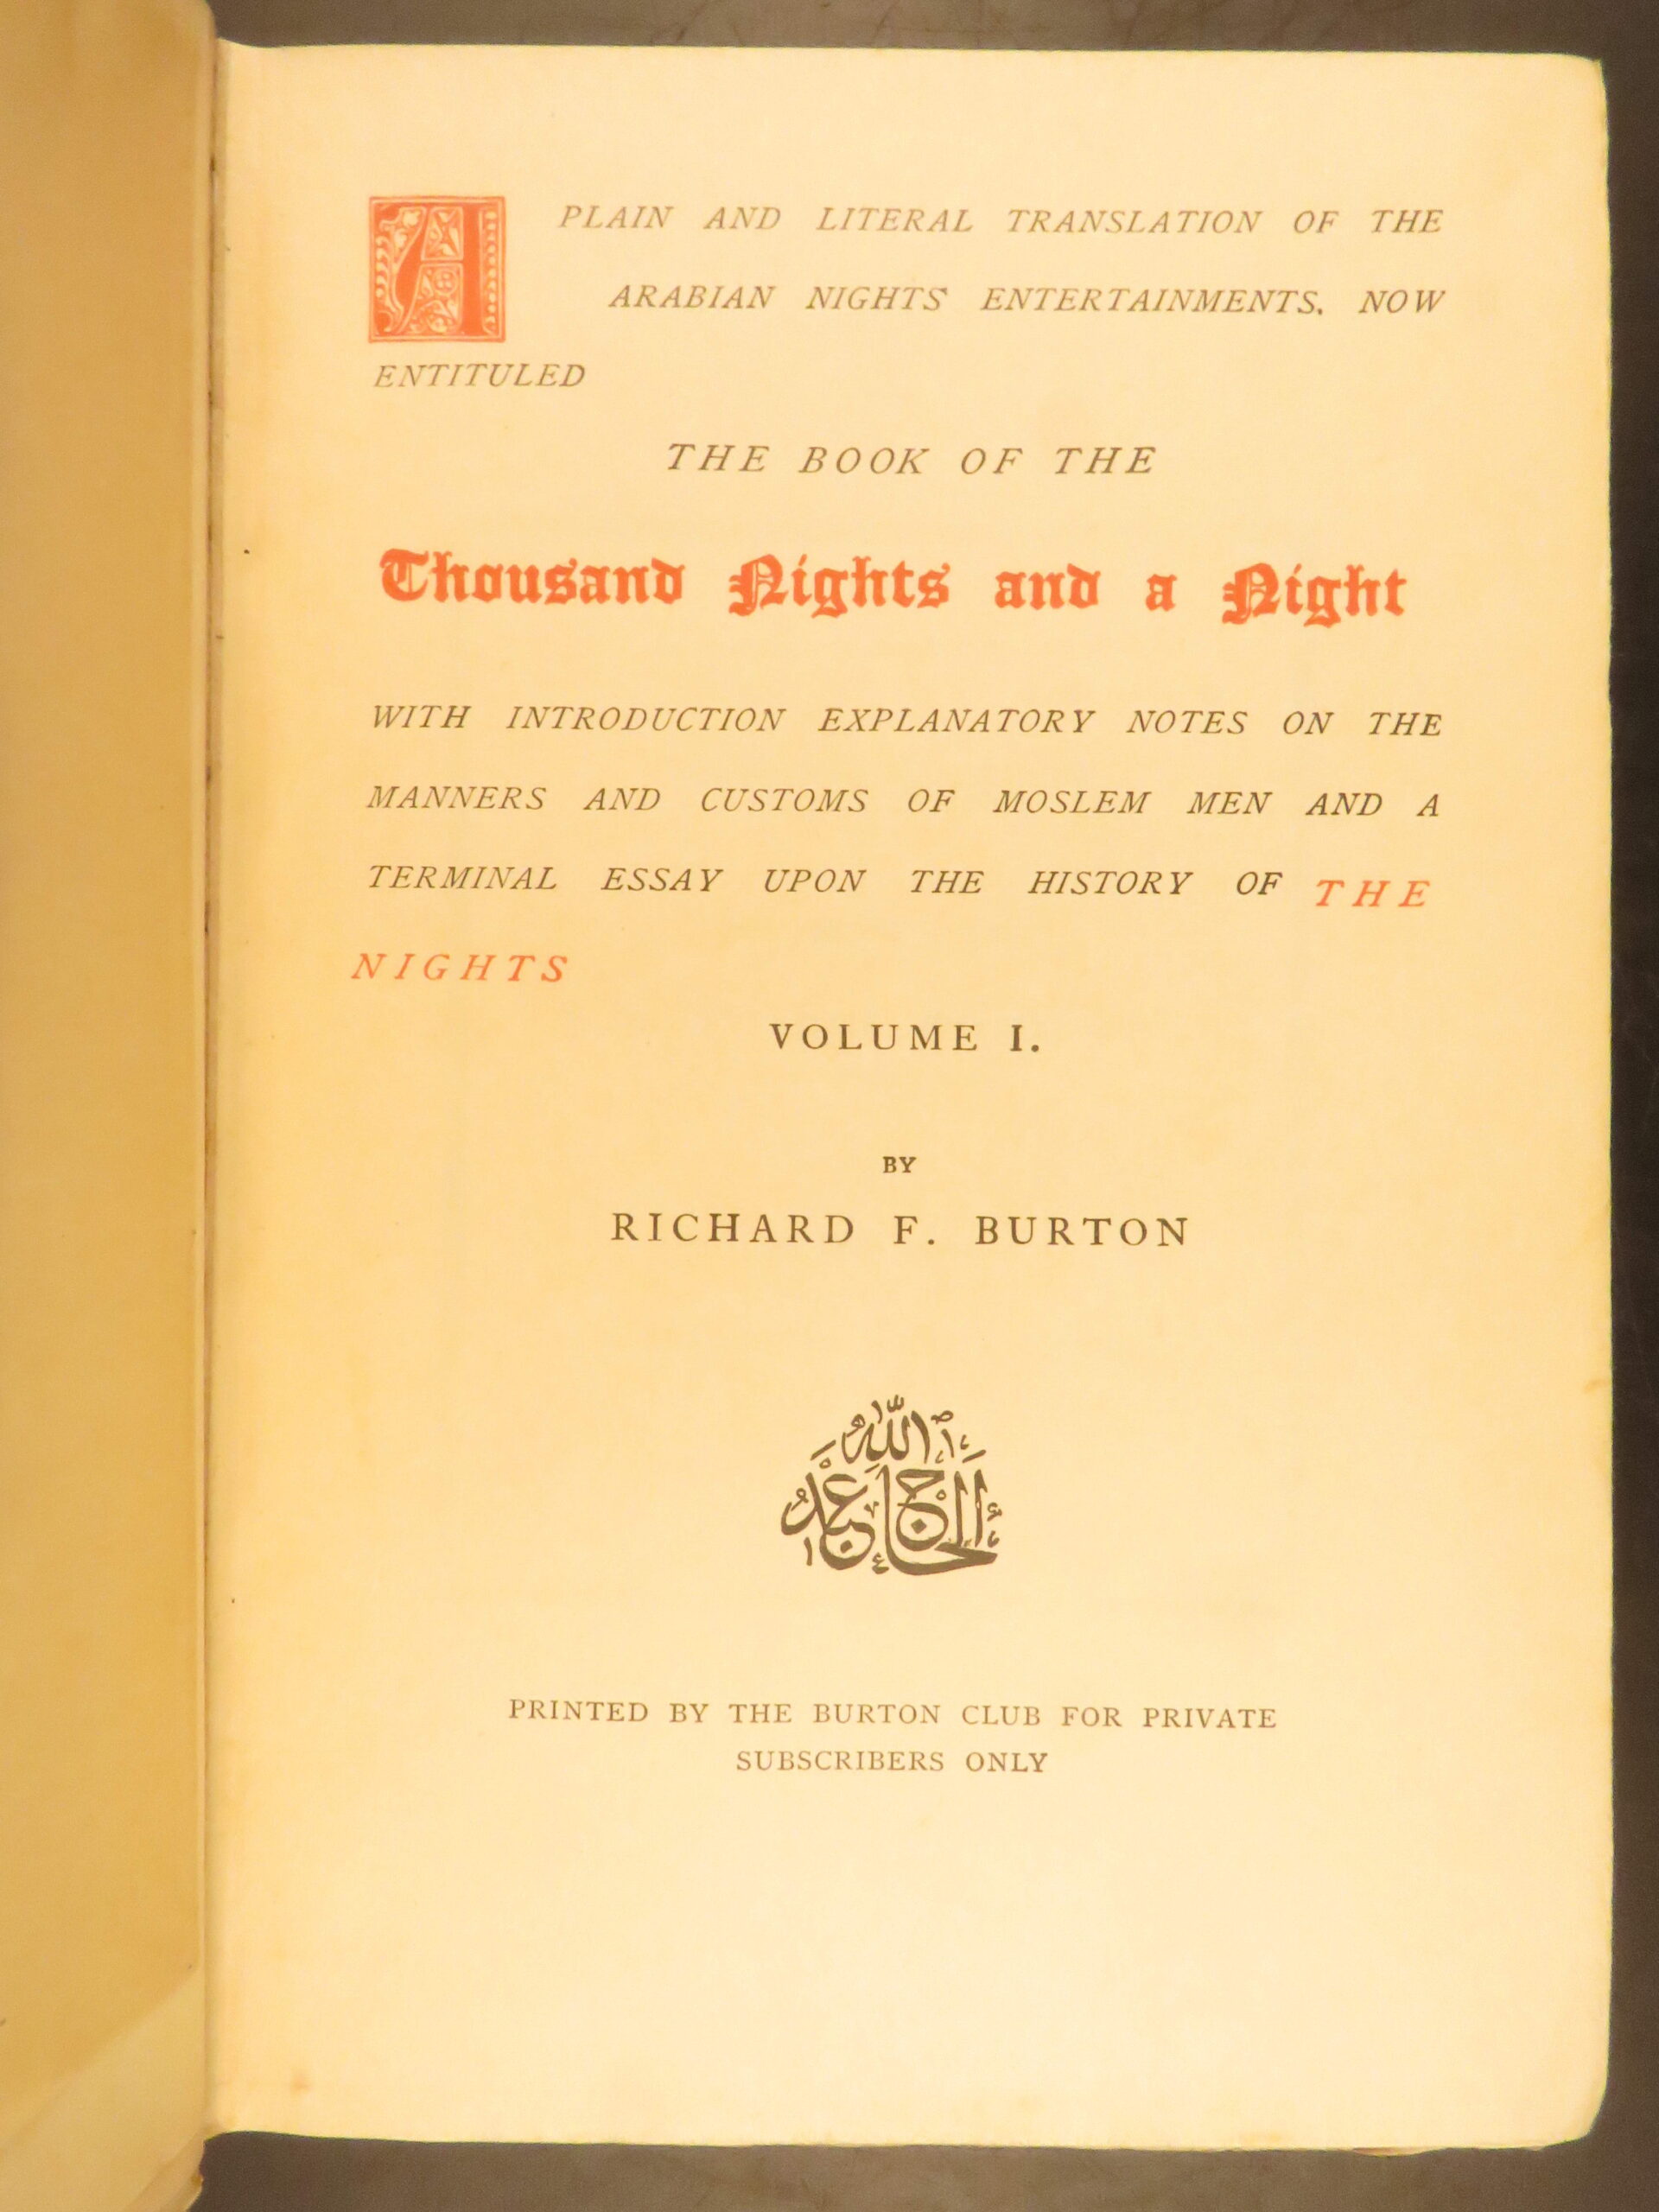 A PLAIN AND LITERAL TRANSLATION OF THE
ARABIAN NIGHTS ENTERTAINMENTS, NOW
ENTITULED
THE BOOK OF THE
Thousand Nights and a Night
WITH INTRODUCTION EXPLANATORY NOTES ON THE
MANNERS AND CUSTOMS OF MOSLEM MEN AND A
TERMINAL ESSAY UPON THE HISTORY OF THE
NIGHTS
VOLUME I.
BY
RICHARD F. BURTON
الحاج عبد الله
PRINTED BY THE BURTON CLUB FOR PRIVATE
SUBSCRIBERS ONLY